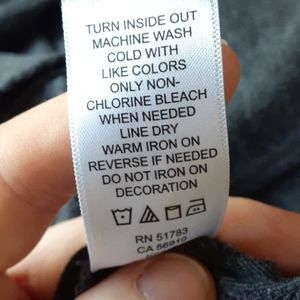 TURN INSIDE OUT
MACHINE WASH
COLD WITH
LIKE COLORS
ONLY NON-
CHLORINE BLEACH
WHEN NEEDED
LINE DRY
WARM IRON ON
REVERSE IF NEEDED
DO NOT IRON ON
DECORATION
RN 51783
CA 56910